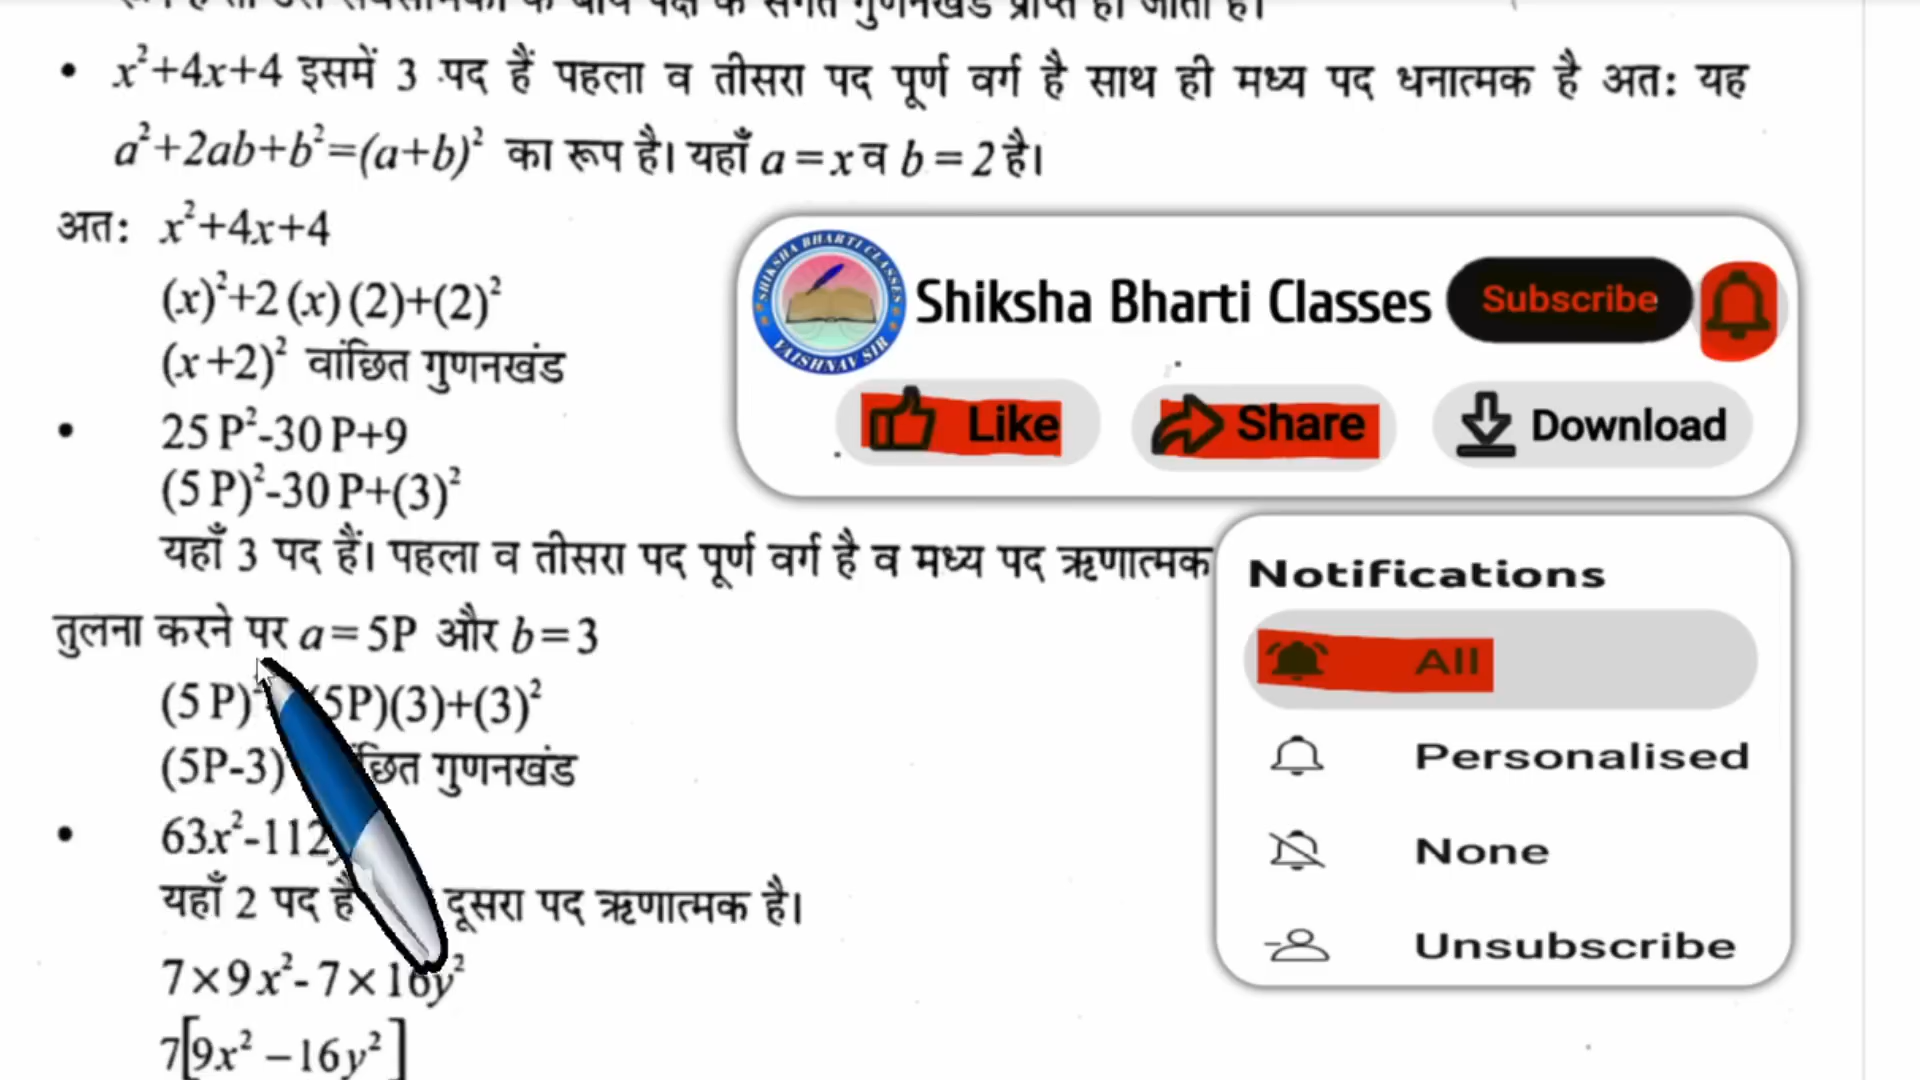 • x²+4x+4 इसमें 3 पद हैं पहला व तीसरा पद पूर्ण वर्ग है साथ ही मध्य पद धनात्मक है अतः यह
a²+2ab+b²=(a+b)² का रूप है। यहाँ a=x व b=2 है।
अतः x²+4x+4
(x)²+2(x)(2)+(2)²
(x+2)² वांछित गुणनखंड
• 25P²-30P+9
(5P)²-30P+(3)²
यहाँ 3 पद हैं। पहला व तीसरा पद पूर्ण वर्ग है व मध्य पद ऋणात्मक
तुलना करने पर a=5P और b=3
(5P) 5P)(3)+(3)²
(5P-3) गुणनखंड
• 63x²-112
यहाँ 2 पद हैं दूसरा पद ऋणात्मक है।
7×9x²-7×16y²
7[9x²-16y²]
SHIKSHA BHARTI CLASSES
VAISHNAV SIR
Shiksha Bharti Classes
Subscribe
Like
Share
Download
Notifications
All
Personalised
None
Unsubscribe